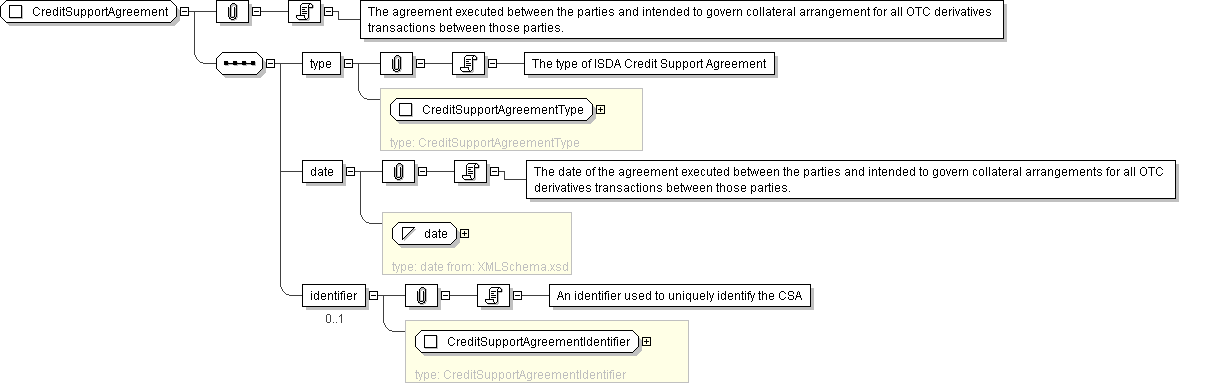 CreditSupportAgreement
The agreement executed between the parties and intended to govern collateral arrangement for all OTC derivatives
transactions between those parties.
type
The type of ISDA Credit Support Agreement
CreditSupportAgreementType
type: CreditSupportAgreementType
date
The date of the agreement executed between the parties and intended to govern collateral arrangements for all OTC
derivatives transactions between those parties.
date
type: date from: XMLSchema.xsd
identifier
An identifier used to uniquely identify the CSA
0..1
CreditSupportAgreementIdentifier
type: CreditSupportAgreementIdentifier